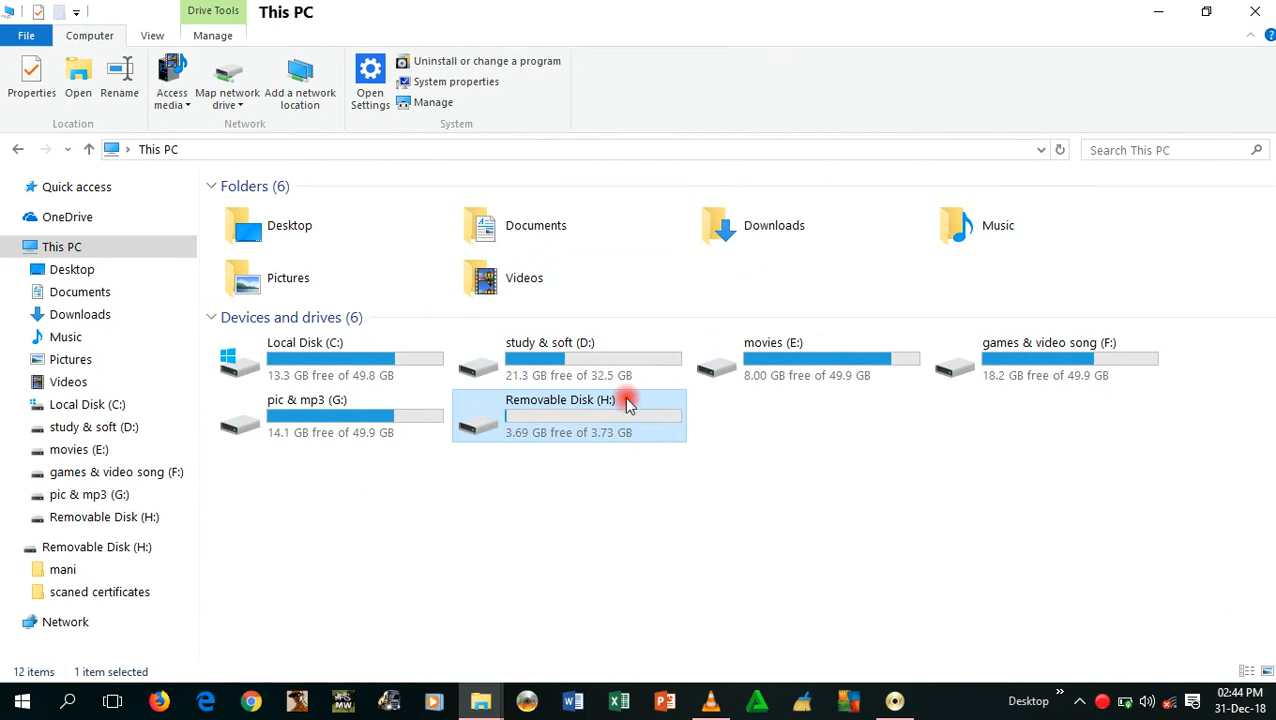 Drive Tools
This PC
File
Computer
View
Manage
Properties
Open
Rename
Access media
Map network drive
Add a network location
Open Settings
Uninstall or change a program
System properties
Manage
Location
Network
System
This PC
Search This PC
Quick access
OneDrive
This PC
Desktop
Documents
Downloads
Music
Pictures
Videos
Local Disk (C:)
study & soft (D:)
movies (E:)
games & video song (F:)
pic & mp3 (G:)
Removable Disk (H:)
Removable Disk (H:)
mani
scaned certificates
Network
Folders (6)
Desktop
Documents
Downloads
Music
Pictures
Videos
Devices and drives (6)
Local Disk (C:)
13.3 GB free of 49.8 GB
study & soft (D:)
21.3 GB free of 32.5 GB
movies (E:)
8.00 GB free of 49.9 GB
games & video song (F:)
18.2 GB free of 49.9 GB
pic & mp3 (G:)
14.1 GB free of 49.9 GB
Removable Disk (H:)
3.69 GB free of 3.73 GB
12 items
1 item selected
Desktop
02:44 PM
31-Dec-18